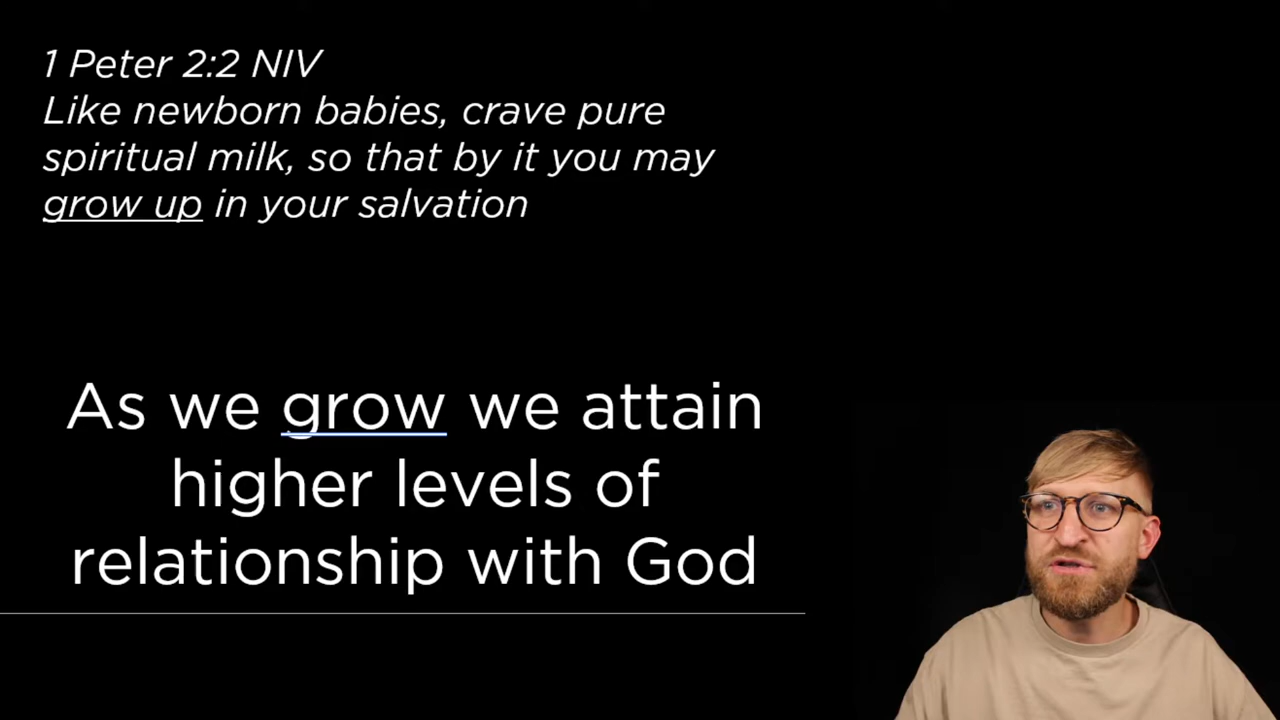 1 Peter 2:2 NIV
Like newborn babies, crave pure
spiritual milk, so that by it you may
grow up in your salvation
As we grow we attain
higher levels of
relationship with God